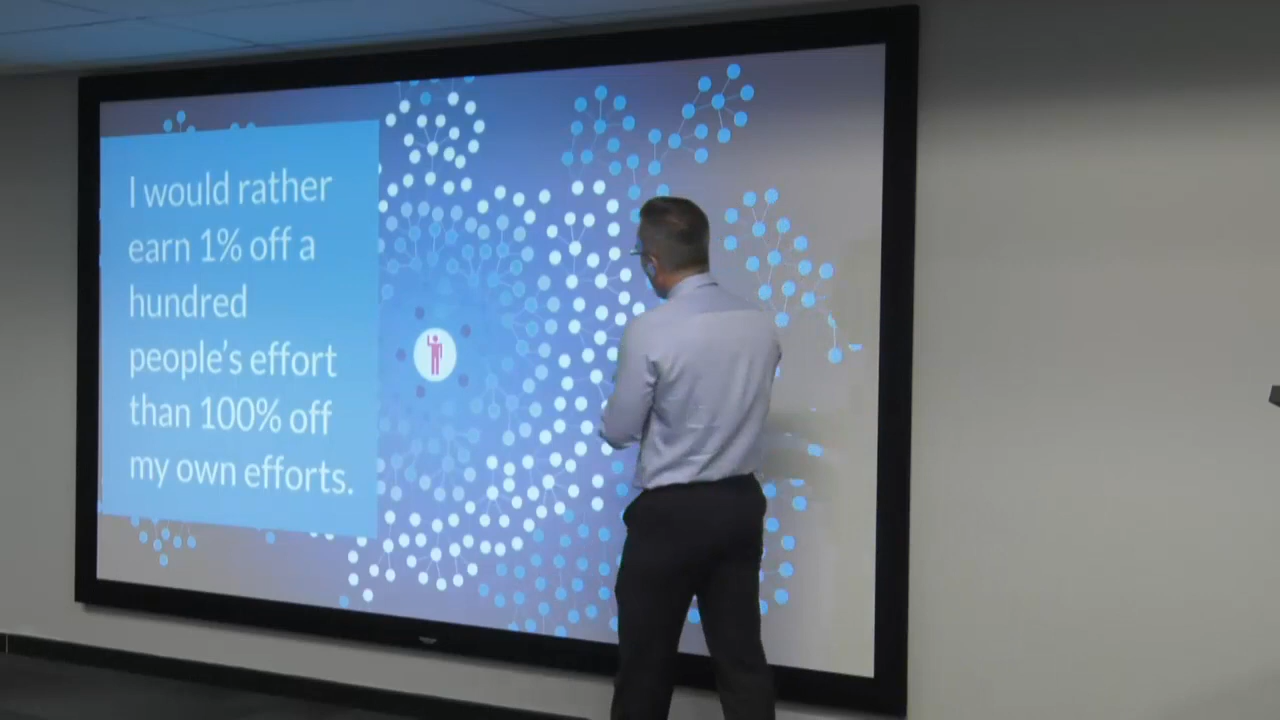 I would rather
earn 1% off a
hundred
people's effort
than 100% off
my own efforts.